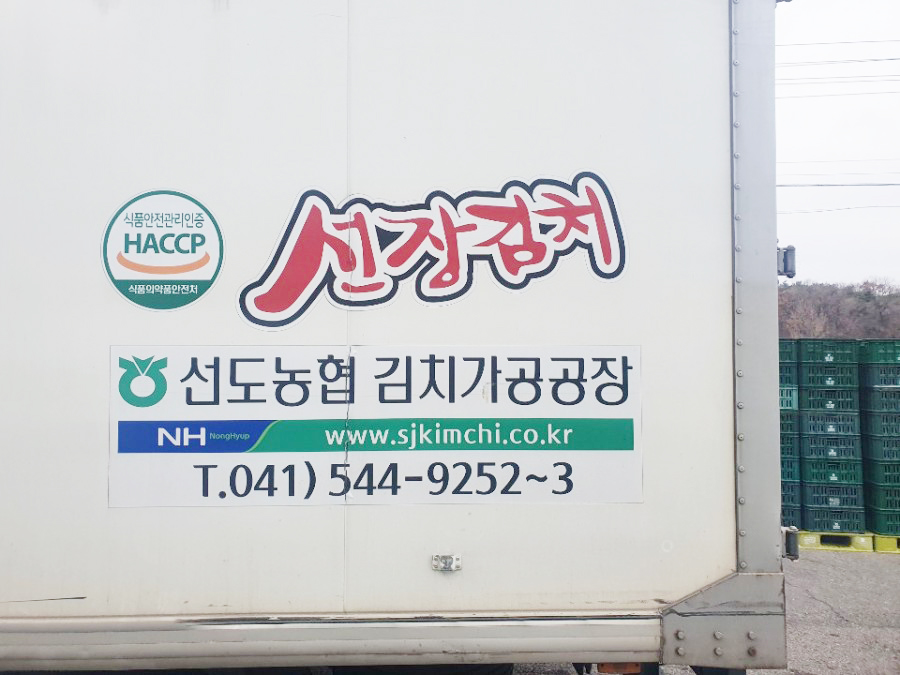 식품안전관리인증
HACCP
식품의약품안전처
선장김치
선도농협 김치가공공장
NH NongHyup
www.sjkimchi.co.kr
T.041) 544-9252~3